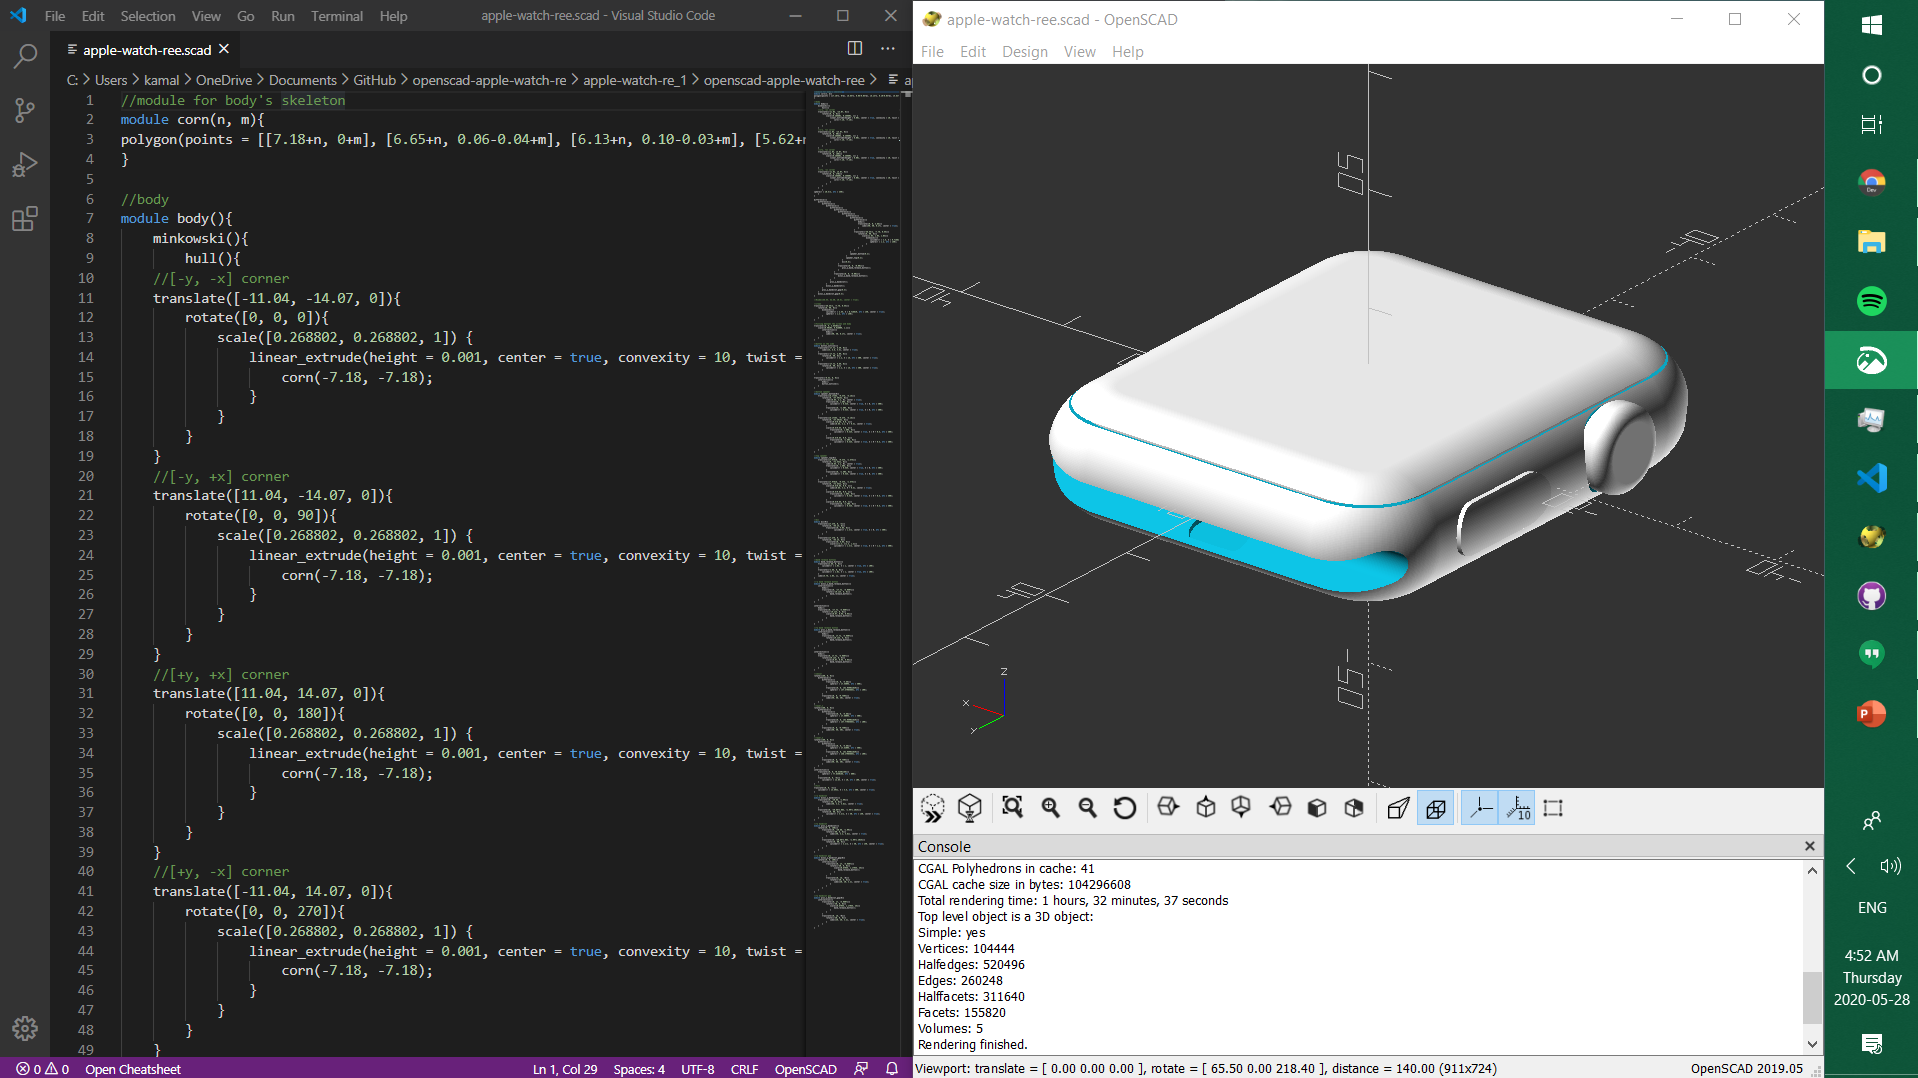 File Edit Selection View Go Run Terminal Help
apple-watch-ree.scad - Visual Studio Code
apple-watch-ree.scad
C: > Users > kamal > OneDrive > Documents > GitHub > openscad-apple-watch-re > apple-watch-re_1 > openscad-apple-watch-ree >
1 //module for body's skeleton
2 module corn(n, m){
3 polygon(points = [[7.18+n, 0+m], [6.65+n, 0.06-0.04+m], [6.13+n, 0.10-0.03+m], [5.62+n
4 }
5
6 //body
7 module body(){
8 minkowski(){
9 hull(){
10 //[-y, -x] corner
11 translate([-11.04, -14.07, 0]){
12 rotate([0, 0, 0]){
13 scale([0.268802, 0.268802, 1]) {
14 linear_extrude(height = 0.001, center = true, convexity = 10, twist =
15 corn(-7.18, -7.18);
16 }
17 }
18 }
19 }
20 //[-y, +x] corner
21 translate([11.04, -14.07, 0]){
22 rotate([0, 0, 90]){
23 scale([0.268802, 0.268802, 1]) {
24 linear_extrude(height = 0.001, center = true, convexity = 10, twist =
25 corn(-7.18, -7.18);
26 }
27 }
28 }
29 }
30 //[+y, +x] corner
31 translate([11.04, 14.07, 0]){
32 rotate([0, 0, 180]){
33 scale([0.268802, 0.268802, 1]) {
34 linear_extrude(height = 0.001, center = true, convexity = 10, twist =
35 corn(-7.18, -7.18);
36 }
37 }
38 }
39 }
40 //[+y, -x] corner
41 translate([-11.04, 14.07, 0]){
42 rotate([0, 0, 270]){
43 scale([0.268802, 0.268802, 1]) {
44 linear_extrude(height = 0.001, center = true, convexity = 10, twist =
45 corn(-7.18, -7.18);
46 }
47 }
48 }
49 }
0 0 Open Cheatsheet
Ln 1, Col 29 Spaces: 4 UTF-8 CRLF OpenSCAD
apple-watch-ree.scad - OpenSCAD
File Edit Design View Help
10
10
z
x
y
10
Console
CGAL Polyhedrons in cache: 41
CGAL cache size in bytes: 104296608
Total rendering time: 1 hours, 32 minutes, 37 seconds
Top level object is a 3D object:
Simple: yes
Vertices: 104444
Halfedges: 520496
Edges: 260248
Halffacets: 311640
Facets: 155820
Volumes: 5
Rendering finished.
Viewport: translate = [ 0.00 0.00 0.00 ], rotate = [ 65.50 0.00 218.40 ], distance = 140.00 (911x724)
OpenSCAD 2019.05
Dev
ENG
4:52 AM
Thursday
2020-05-28